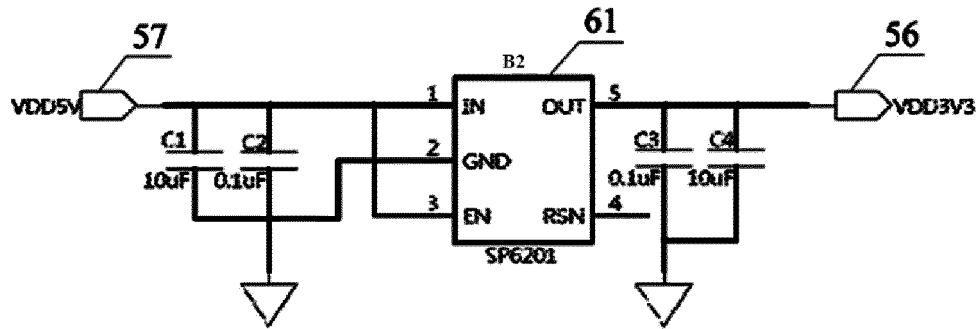 57
61
56
B2
VDD5V
1
IN
OUT
5
VDD3V3
C1
C2
2
GND
C3
C4
10uF
0.1uF
0.1uF
10uF
3
EN
RSN
4
SP6201